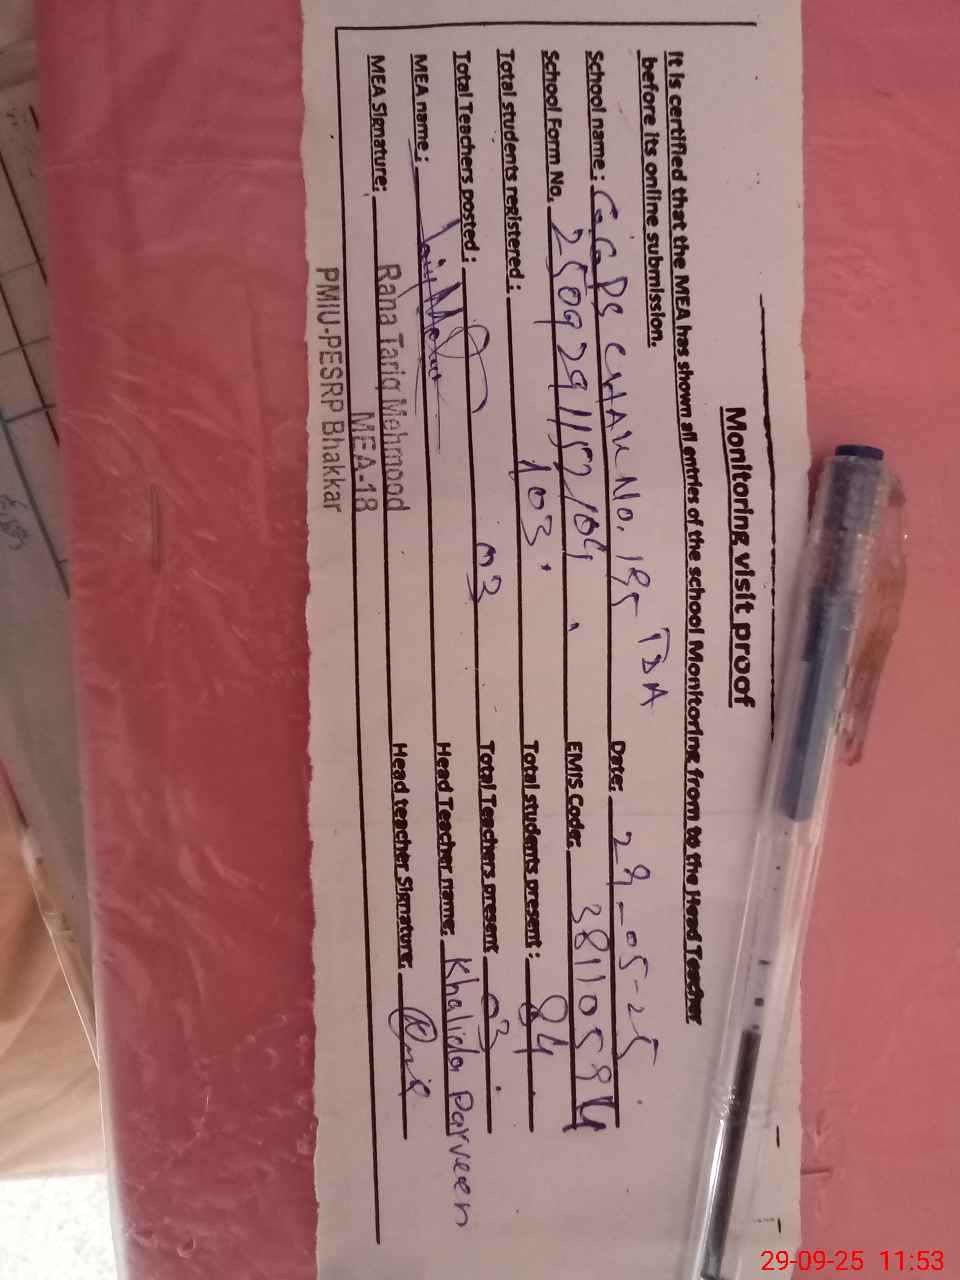 Monitoring visit proof
It is certified that the MEA has shown all entries of the school Monitoring from to the Head Teacher
before its online submission.
School name: GGPS CHAK NO. 195 TDA Date: 29-05-25
School Form No. 2509291157104 EMIS Code: 38110594
Total students registered: 103. Total students present: 84
Total Teachers posted: 03 Total Teachers present 03
MEA name: Head Teacher name: Khalida Parveen
MEA Signature: Rana Tariq Mehmood Head teacher Signature:
MEA-18
PMIU-PESRP Bhakkar
29-09-25 11:53